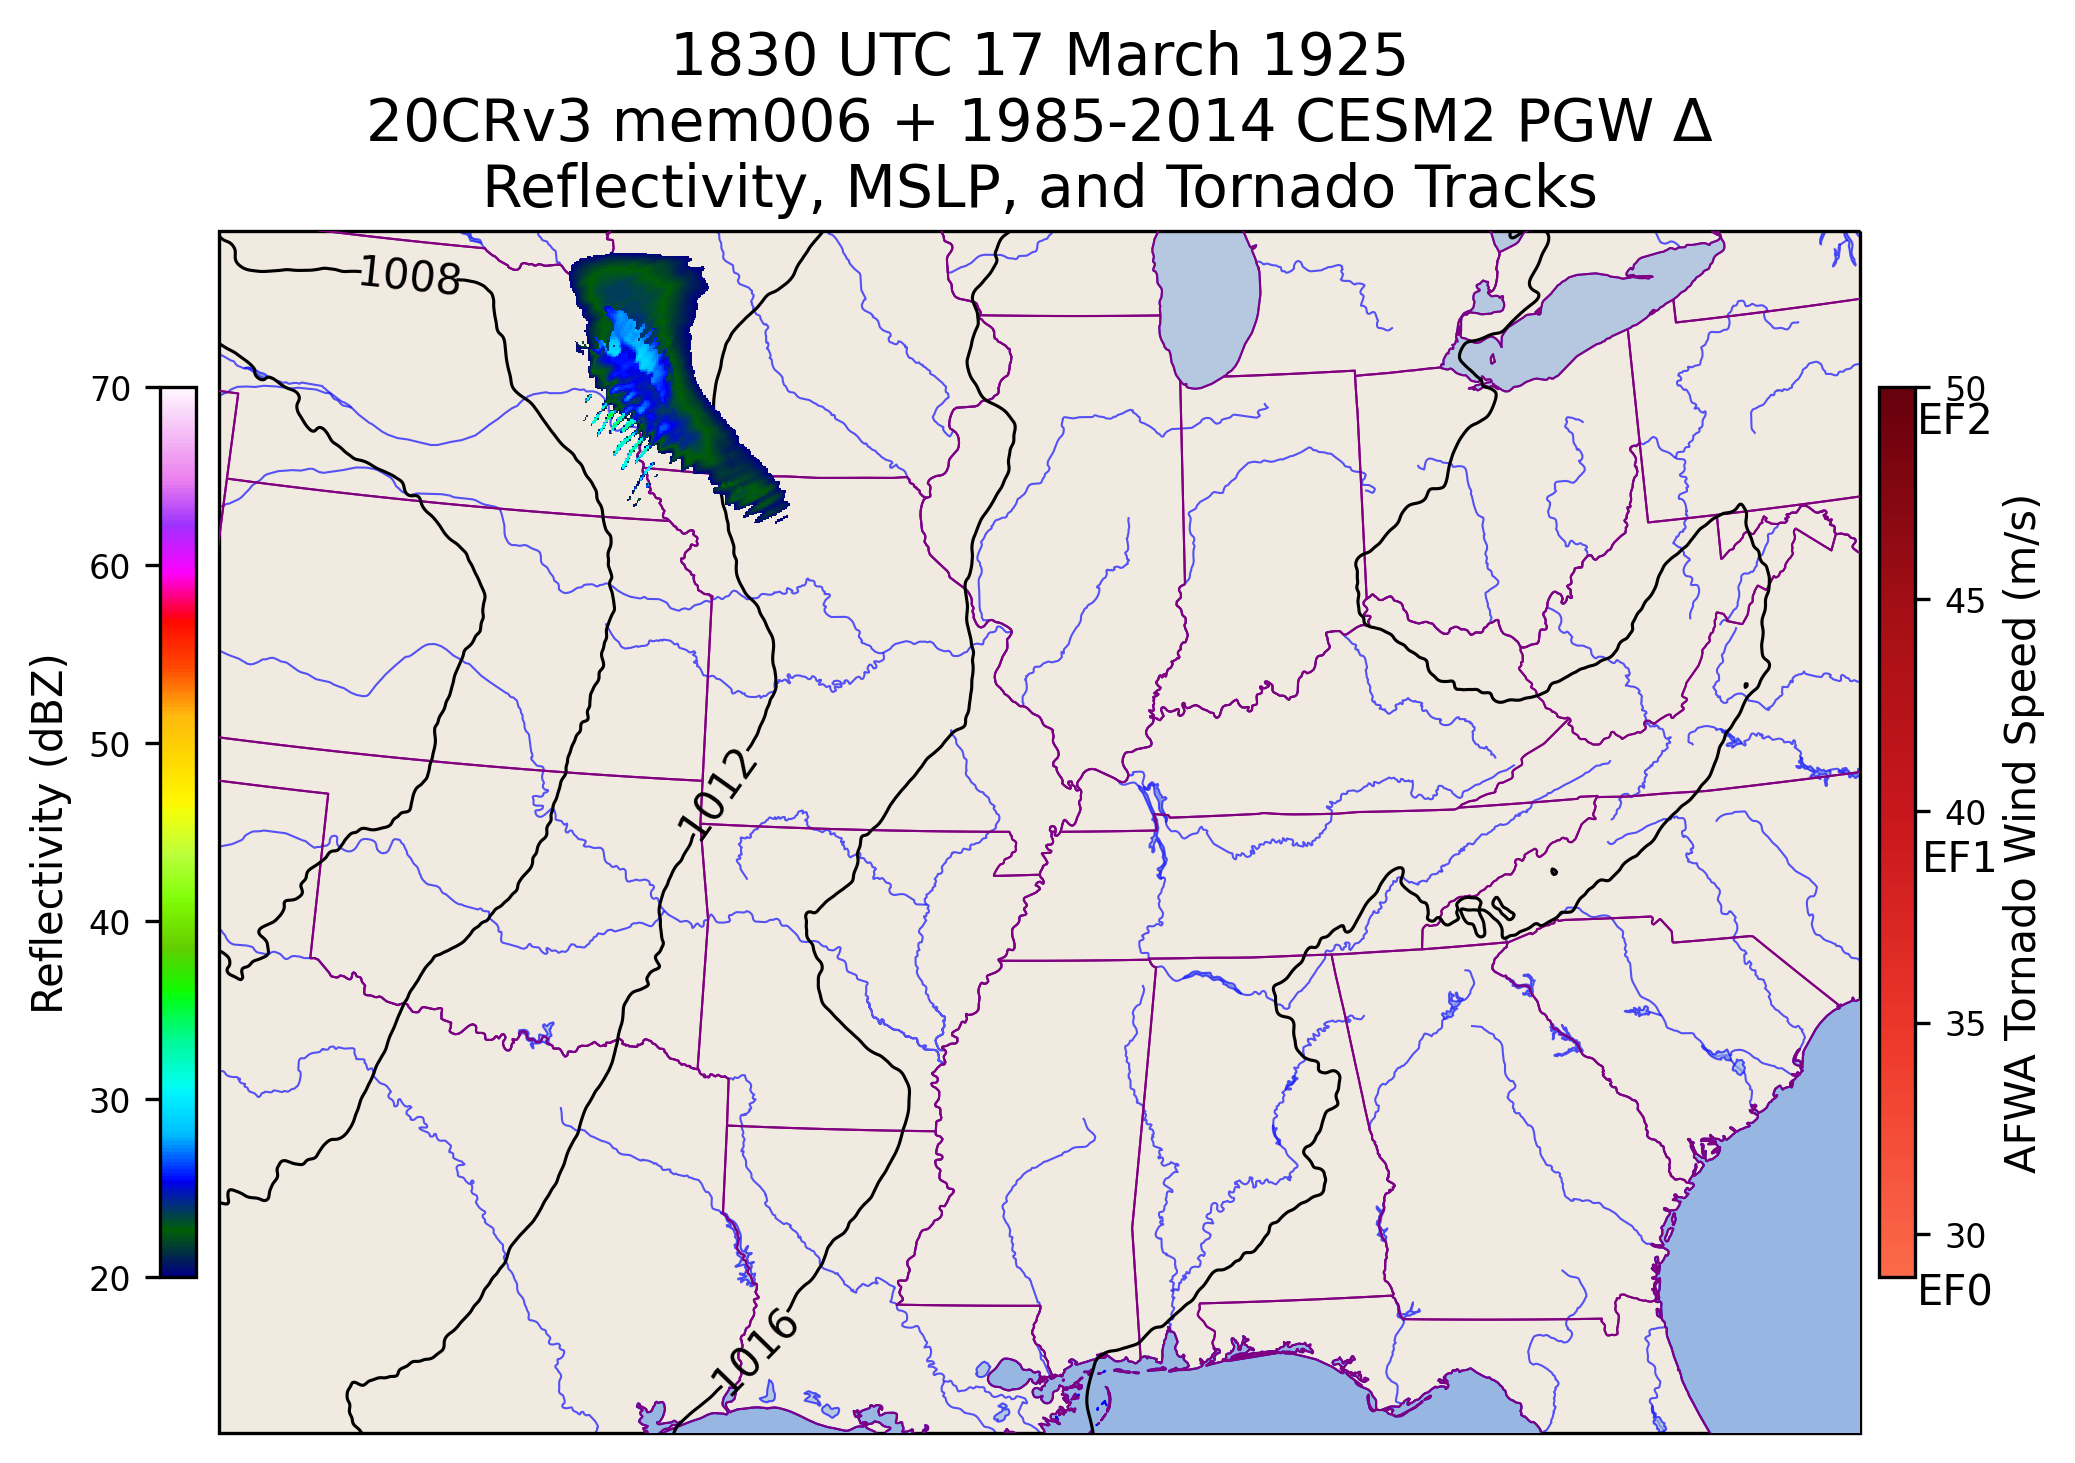 1830 UTC 17 March 1925
20CRv3 mem006 + 1985-2014 CESM2 PGW Δ
Reflectivity, MSLP, and Tornado Tracks
1008
1012
1016
70
60
50
40
30
20
Reflectivity (dBZ)
50
EF2
45
40
EF1
35
30
EF0
AFWA Tornado Wind Speed (m/s)